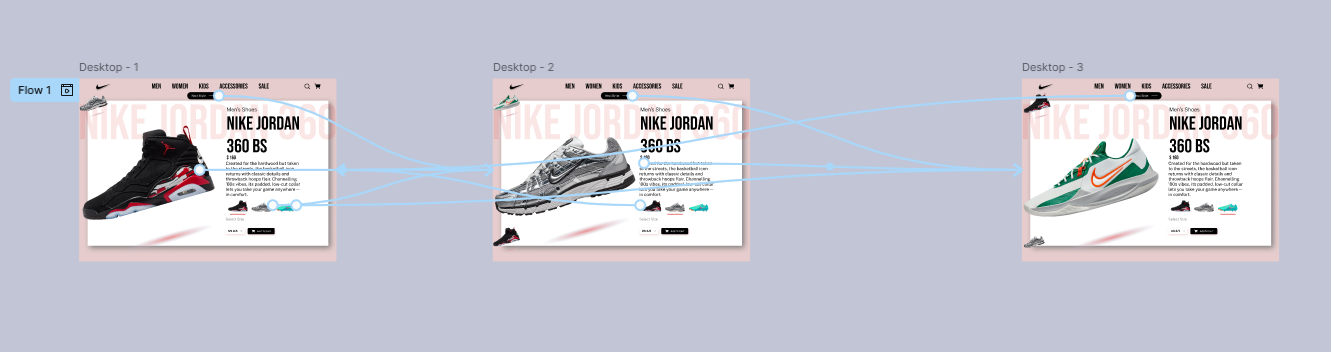 Desktop - 1
Flow 1
MEN WOMEN KIDS ACCESSORIES SALE
NIKE JORDAN 360
Men's Shoes
NIKE JORDAN
360 BS
$ 160
Created for the hardwood but taken
to the streets, the basketball icon
returns with classic details and
throwback hoops flair. Channelling
'80s vibes, its padded, low-cut collar
lets you take your game anywhere—
in comfort.
Select Size
Desktop - 2
MEN WOMEN KIDS ACCESSORIES SALE
NIKE JORDAN 360
Men's Shoes
NIKE JORDAN
360 BS
$ 160
Created for the hardwood but taken
to the streets, the basketball icon
returns with classic details and
throwback hoops flair. Channelling
'80s vibes, its padded, low-cut collar
lets you take your game anywhere—
in comfort.
Select Size
Desktop - 3
MEN WOMEN KIDS ACCESSORIES SALE
NIKE JORDAN 360
Men's Shoes
NIKE JORDAN
360 BS
$ 160
Created for the hardwood but taken
to the streets, the basketball icon
returns with classic details and
throwback hoops flair. Channelling
'80s vibes, its padded, low-cut collar
lets you take your game anywhere—
in comfort.
Select Size